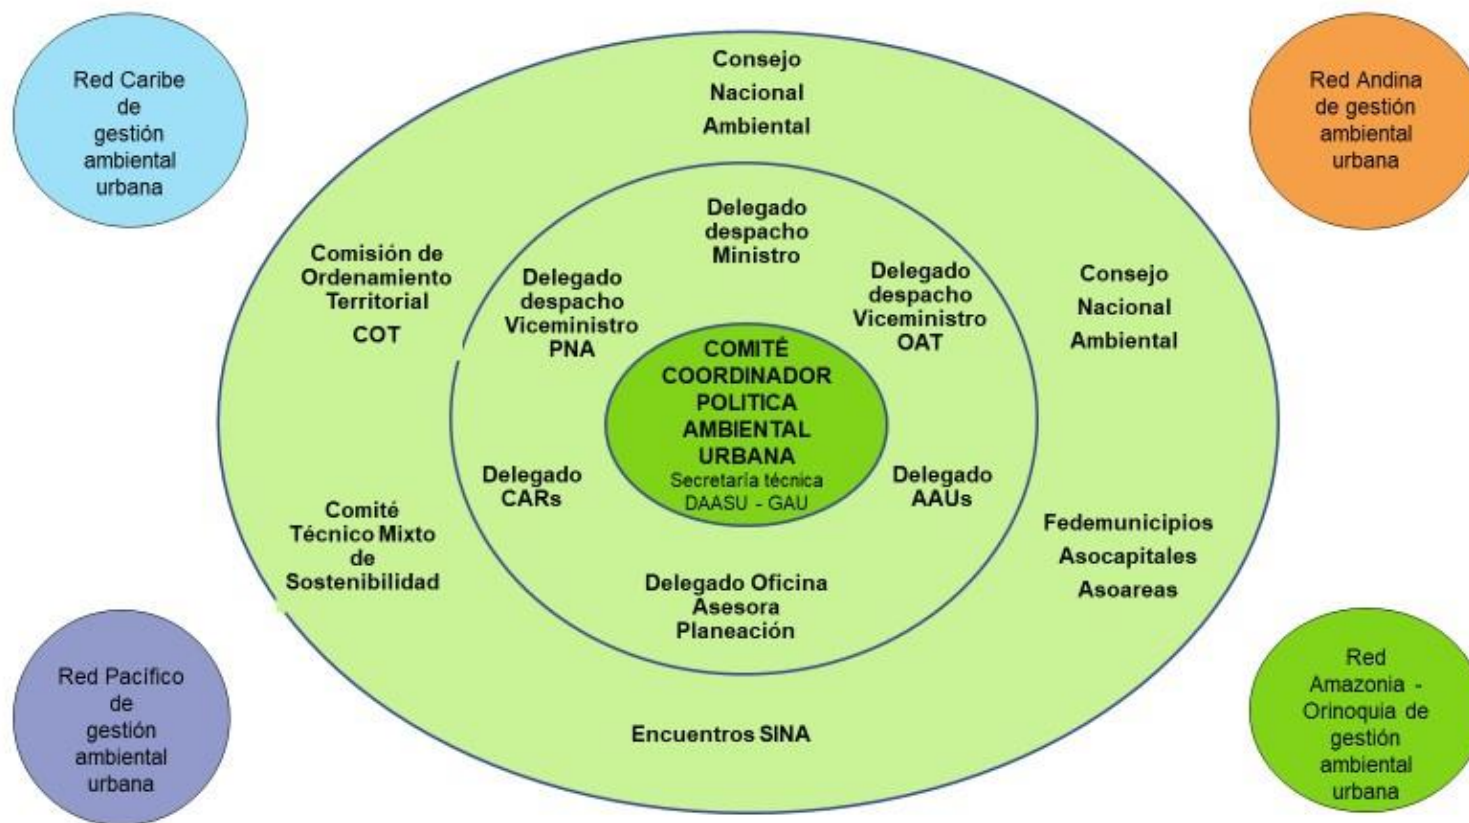 Red Caribe
de
gestión
ambiental
urbana
Consejo
Nacional
Ambiental
Red Andina
de gestión
ambiental
urbana
Comisión de
Ordenamiento
Territorial
COT
Delegado
despacho
Viceministro
PNA
Delegado
despacho
Ministro
Delegado
despacho
Viceministro
OAT
Consejo
Nacional
Ambiental
COMITÉ
COORDINADOR
POLITICA
AMBIENTAL
URBANA
Secretaría técnica
DAASU - GAU
Delegado
CARs
Delegado
AAUs
Comité
Técnico Mixto
de
Sostenibilidad
Delegado Oficina
Asesora
Planeación
Fedemunicipios
Asocapitales
Asoareas
Red Pacífico
de
gestión
ambiental
urbana
Encuentros SINA
Red
Amazonia -
Orinoquia de
gestión
ambiental
urbana